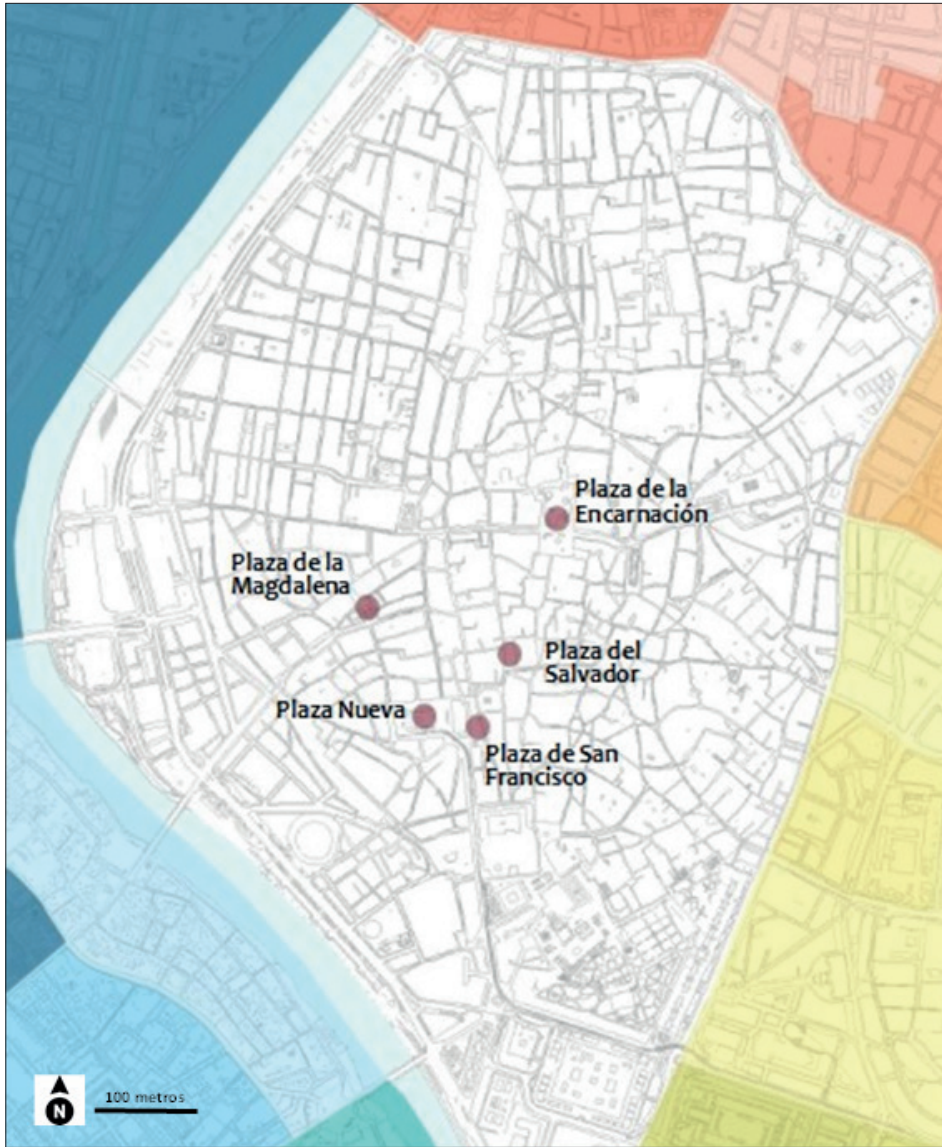 Plaza de la
Encarnación
Plaza de la
Magdalena
Plaza del
Salvador
Plaza Nueva
Plaza de San
Francisco
N
100 metros